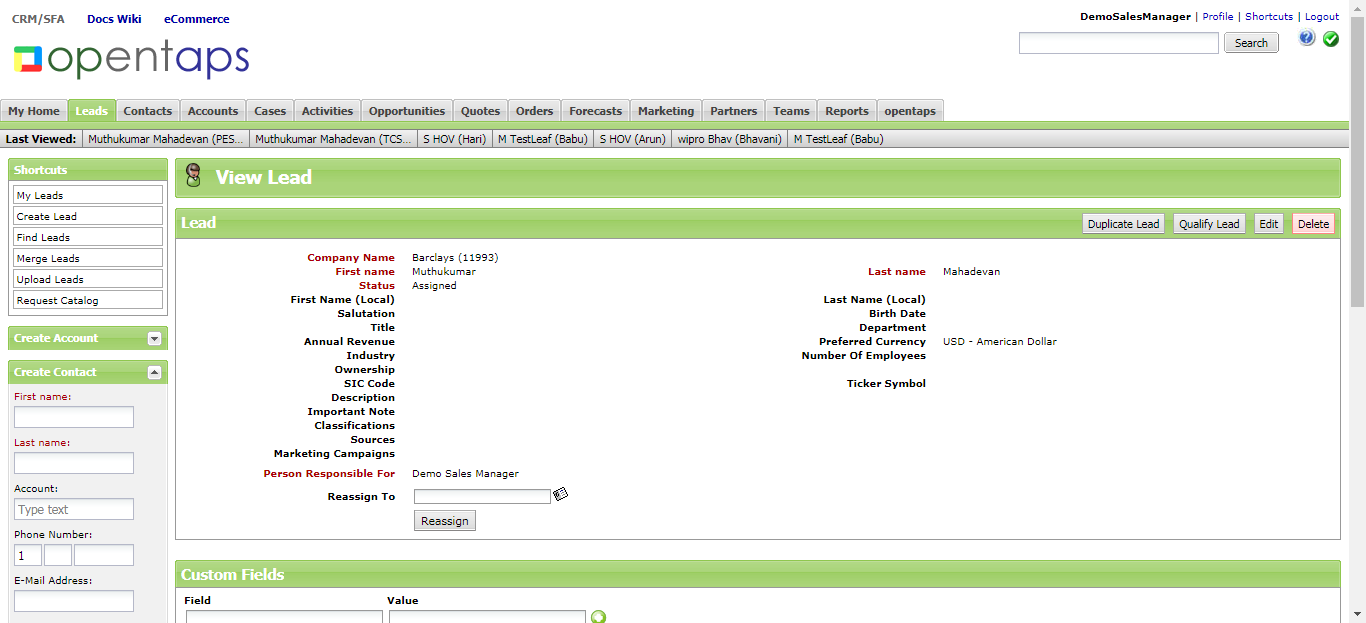 CRM/SFA Docs Wiki eCommerce
DemoSalesManager | Profile | Shortcuts | Logout
opentaps
Search
My Home Leads Contacts Accounts Cases Activities Opportunities Quotes Orders Forecasts Marketing Partners Teams Reports opentaps
Last Viewed: Muthukumar Mahadevan (PES... Muthukumar Mahadevan (TCS... S HOV (Hari) M TestLeaf (Babu) S HOV (Arun) wipro Bhav (Bhavani) M TestLeaf (Babu)
Shortcuts
My Leads
Create Lead
Find Leads
Merge Leads
Upload Leads
Request Catalog
Create Account
Create Contact
First name:
Last name:
Account:
Type text
Phone Number:
1
E-Mail Address:
View Lead
Lead
Duplicate Lead Qualify Lead Edit Delete
Company Name Barclays (11993)
First name Muthukumar Last name Mahadevan
Status Assigned
First Name (Local) Last Name (Local)
Salutation Birth Date
Title Department
Annual Revenue Preferred Currency USD - American Dollar
Industry Number Of Employees
Ownership
SIC Code Ticker Symbol
Description
Important Note
Classifications
Sources
Marketing Campaigns
Person Responsible For Demo Sales Manager
Reassign To
Reassign
Custom Fields
Field Value